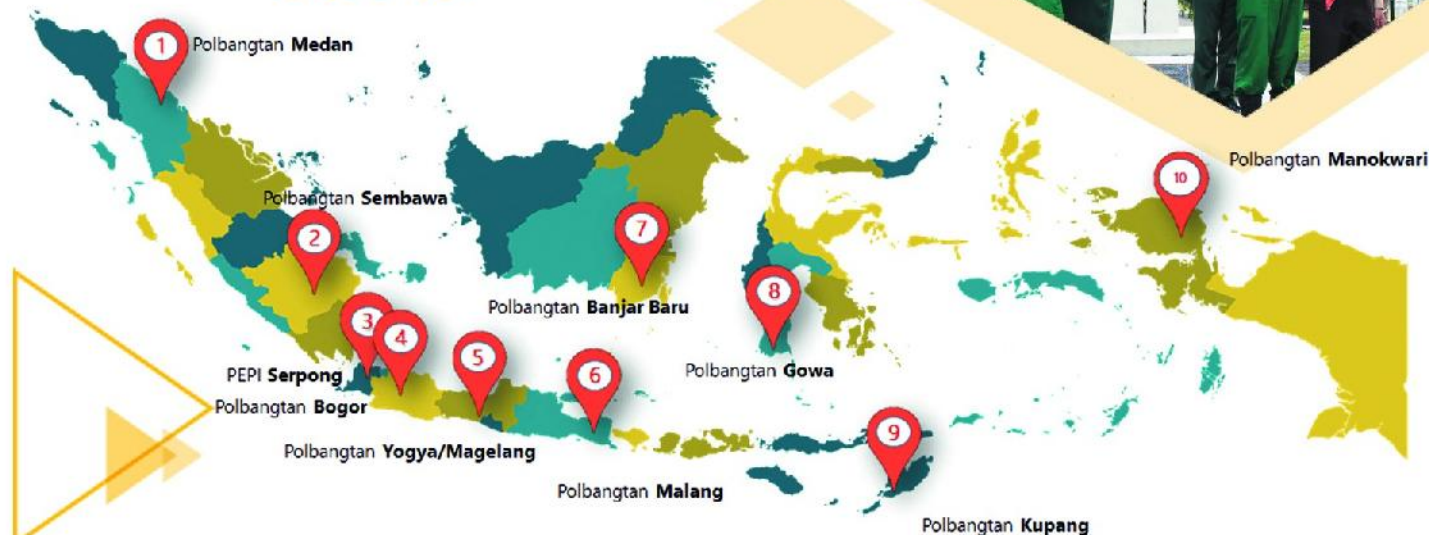 1
Polbangtan Medan
Polbangtan Manokwari
10
Polbangtan Sembawa
2
7
Polbangtan Banjar Baru
8
3
4
5
6
PEPI Serpong
Polbangtan Gowa
Polbangtan Bogor
9
Polbangtan Yogya/Magelang
Polbangtan Malang
Polbangtan Kupang